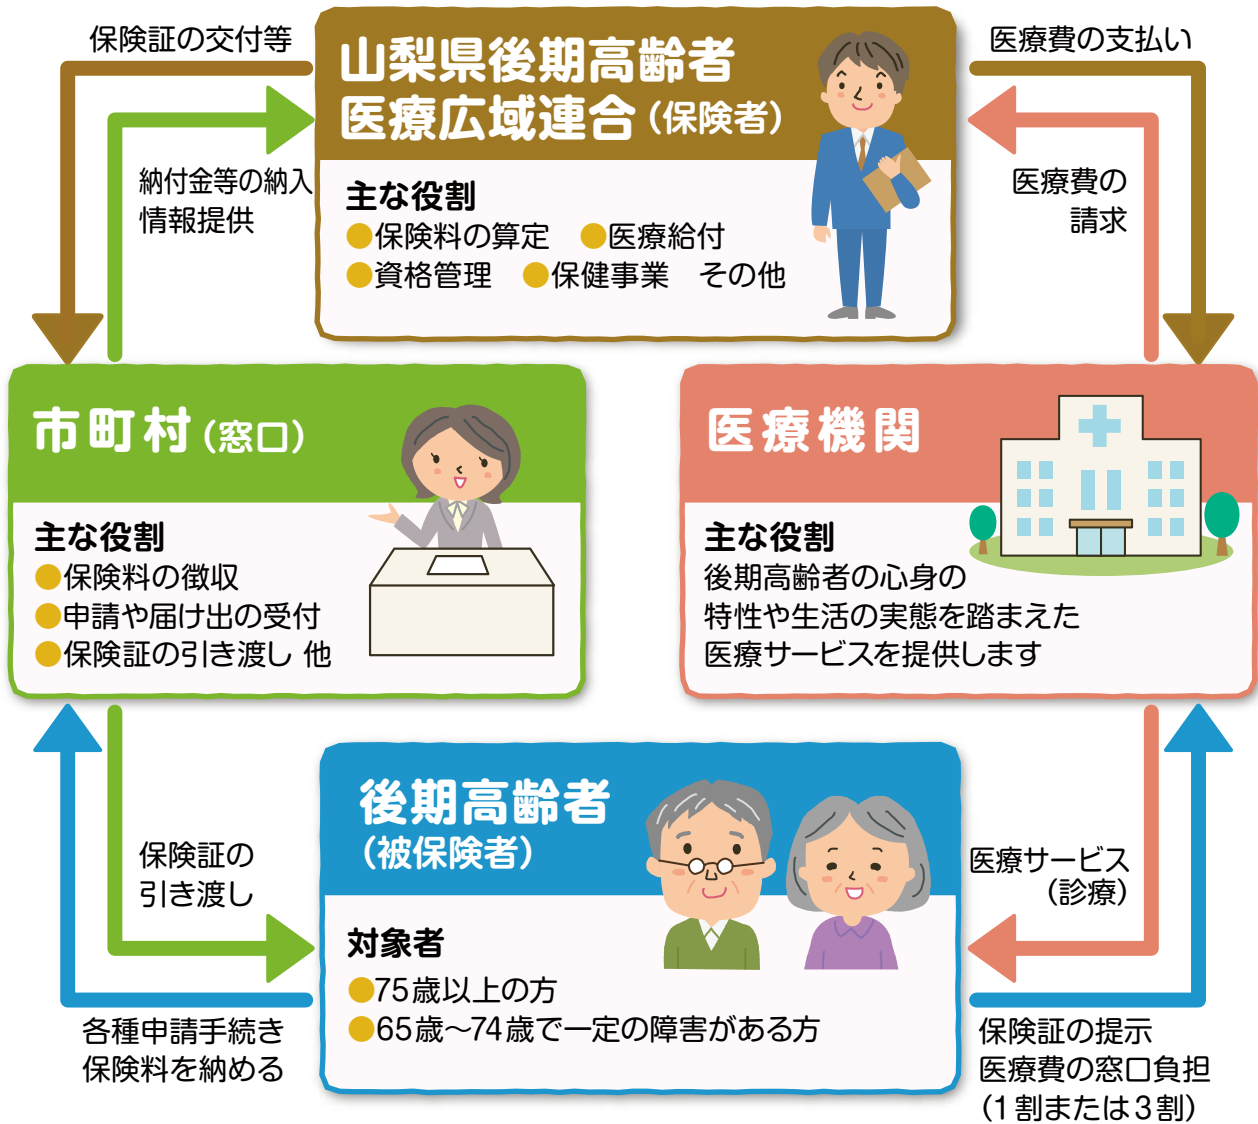 保険証の交付等
山梨県後期高齢者
医療広域連合(保険者)
医療費の支払い
納付金等の納入
情報提供
主な役割
●保険料の算定 ●医療給付
●資格管理 ●保健事業 その他
医療費の
請求
市町村(窓口)
主な役割
●保険料の徴収
●申請や届け出の受付
●保険証の引き渡し 他
医療機関
主な役割
後期高齢者の心身の
特性や生活の実態を踏まえた
医療サービスを提供します
保険証の
引き渡し
後期高齢者
(被保険者)
対象者
●75歳以上の方
●65歳〜74歳で一定の障害がある方
医療サービス
(診療)
各種申請手続き
保険料を納める
保険証の提示
医療費の窓口負担
(1割または3割)